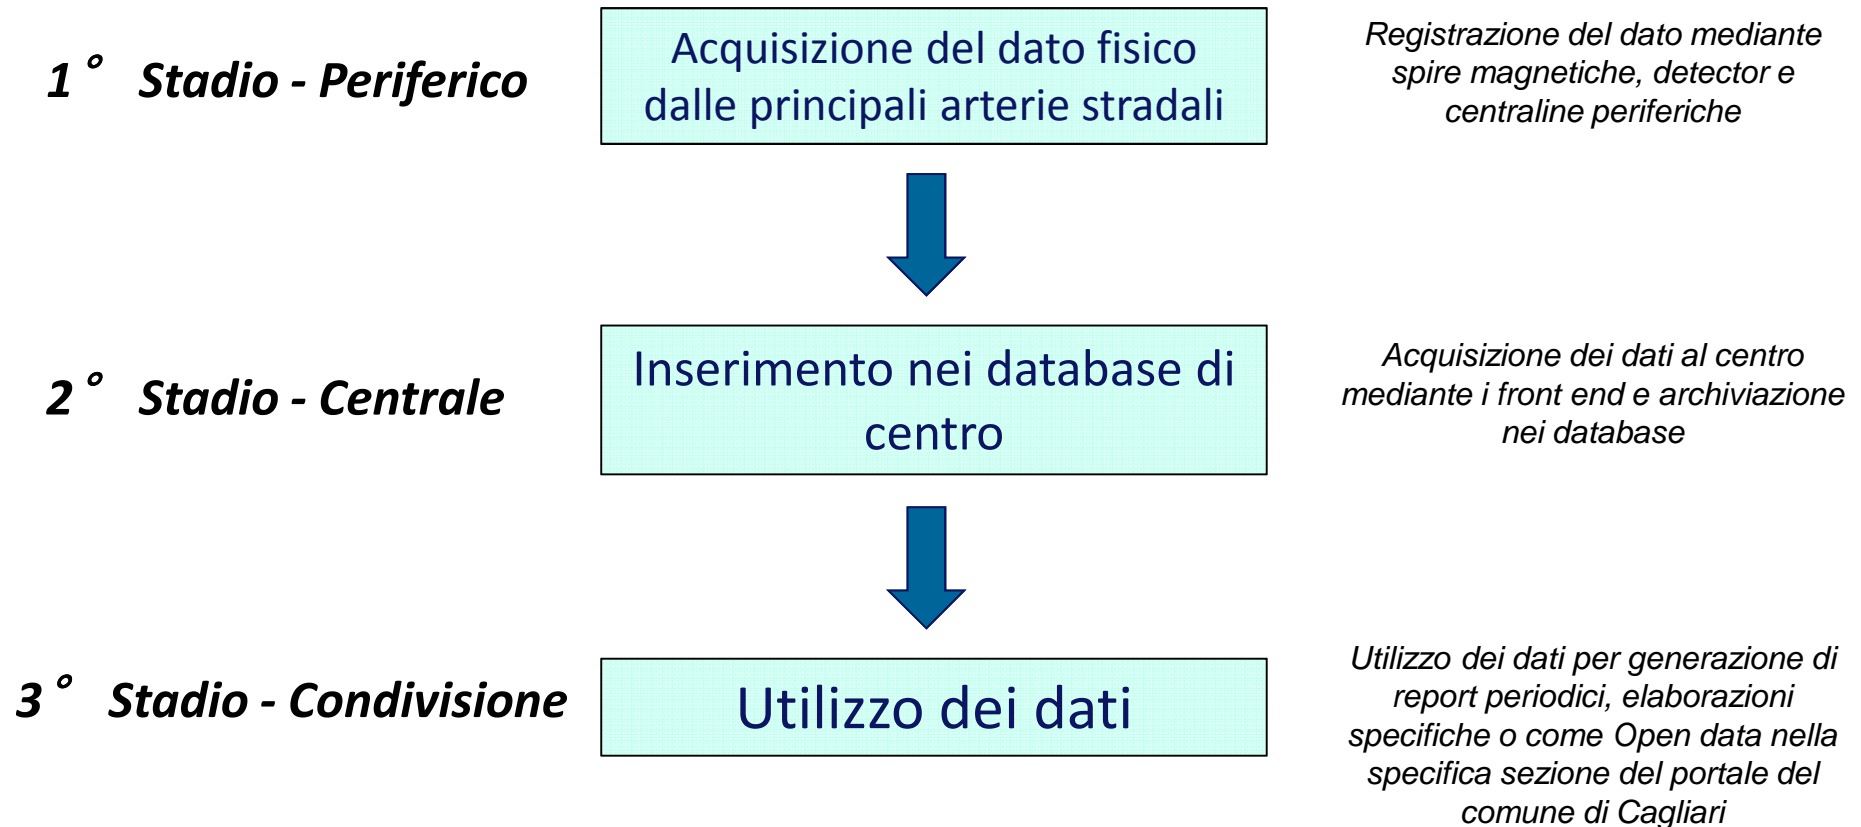 1° Stadio - Periferico
Acquisizione del dato fisico
dalle principali arterie stradali
Registrazione del dato mediante
spire magnetiche, detector e
centraline periferiche
2° Stadio - Centrale
Inserimento nei database di
centro
Acquisizione dei dati al centro
mediante i front end e archiviazione
nei database
3° Stadio - Condivisione
Utilizzo dei dati
Utilizzo dei dati per generazione di
report periodici, elaborazioni
specifiche o come Open data nella
specifica sezione del portale del
comune di Cagliari